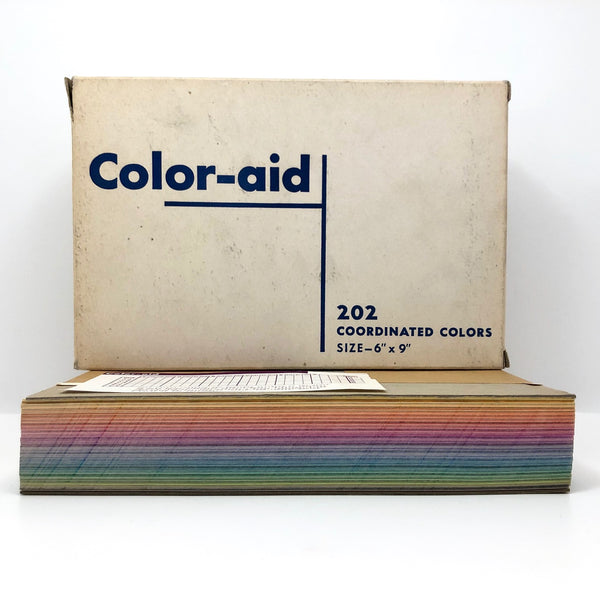 Color-aid
202
COORDINATED COLORS
SIZE–6" x 9"